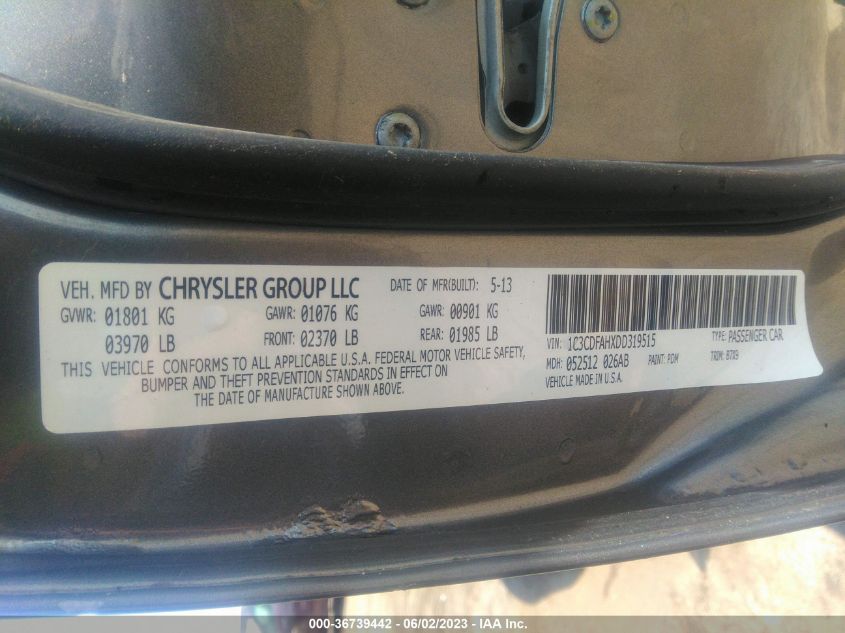 VEH. MFD BY CHRYSLER GROUP LLC DATE OF MFR(BUILT): 5-13
GVWR: 01801 KG GAWR: 01076 KG GAWR: 00901 KG
03970 LB FRONT: 02370 LB REAR: 01985 LB
THIS VEHICLE CONFORMS TO ALL APPLICABLE U.S.A. FEDERAL MOTOR VEHICLE SAFETY,
BUMPER AND THEFT PREVENTION STANDARDS IN EFFECT ON
THE DATE OF MANUFACTURE SHOWN ABOVE.
VIN: 1C3CDFAHXDD319515 TYPE: PASSENGER CAR
MDH: 052512 026AB PAINT: PDM TRIM: B7X9
VEHICLE MADE IN U.S.A.
000-36739442 - 06/02/2023 - IAA Inc.